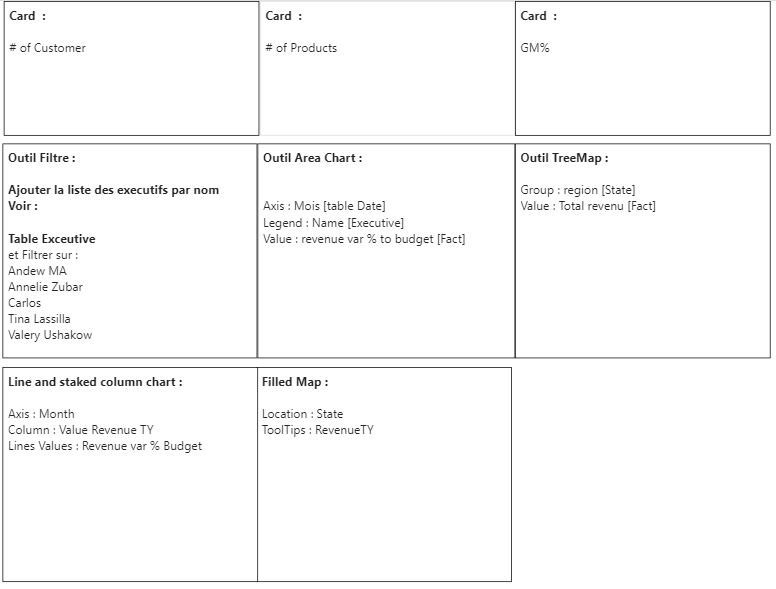 Card  :
# of Customer
Card  :
# of Products
Card  :
GM%
Outil Filtre :
Ajouter la liste des executifs par nom
Voir :
Table Exceutive
et Filtrer sur :
Andew MA
Annelie Zubar
Carlos
Tina Lassilla
Valery Ushakow
Outil Area Chart :
Axis : Mois [table Date]
Legend : Name [Executive]
Value : revenue var % to budget [Fact]
Outil TreeMap :
Group : region [State]
Value : Total revenu [Fact]
Line and staked column chart :
Axis : Month
Column : Value Revenue TY
Lines Values : Revenue var % Budget
Filled Map :
Location : State
ToolTips : RevenueTY